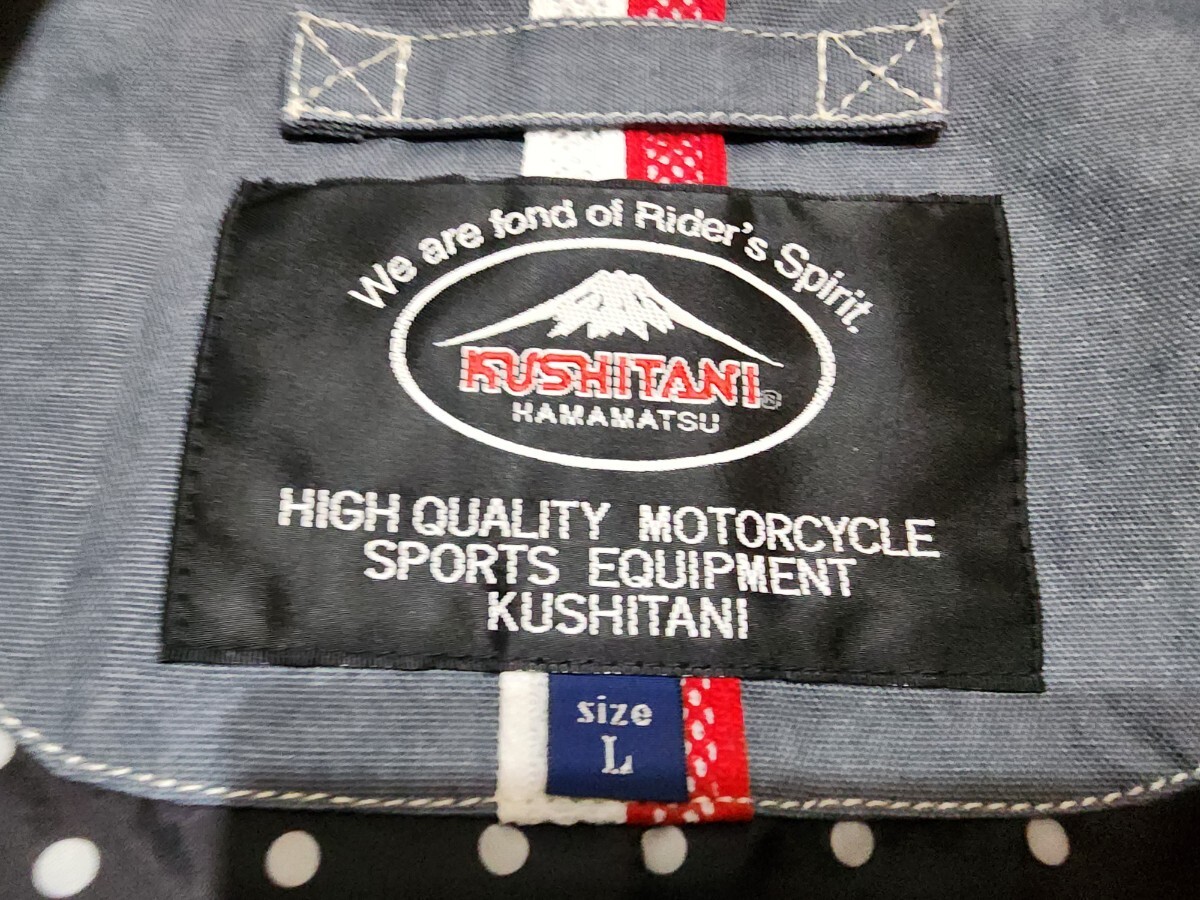 We are fond of Rider's Spirit.
KUSHITANI®
HAMAMATSU
HIGH QUALITY MOTORCYCLE
SPORTS EQUIPMENT
KUSHITANI
size
L